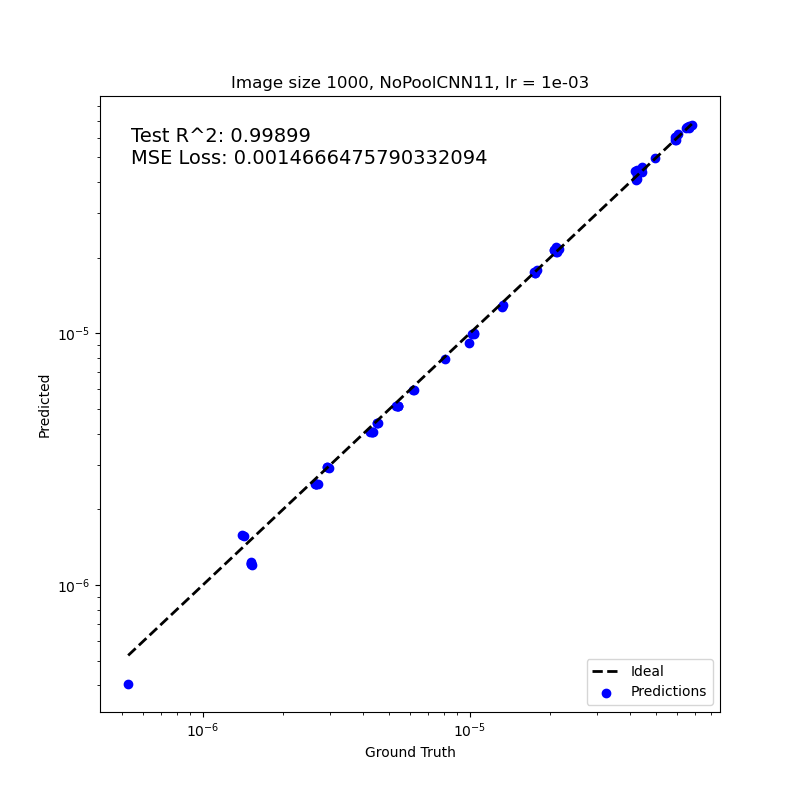 Image size 1000, NoPoolCNN11, lr = 1e-03
Test R^2: 0.99899
MSE Loss: 0.0014666475790332094
Predicted
10⁻⁵
10⁻⁶
Ideal
Predictions
10⁻⁶
10⁻⁵
Ground Truth